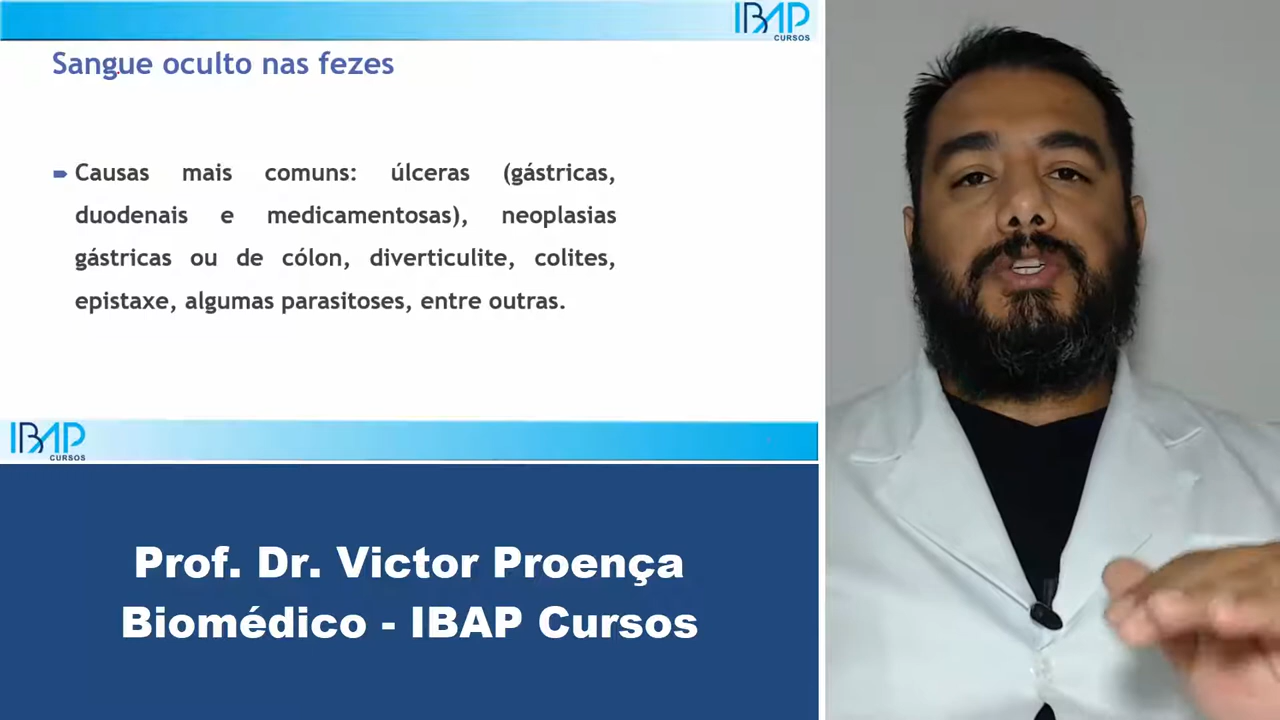 IBAP
CURSOS
Sangue oculto nas fezes
Causas mais comuns: úlceras (gástricas,
duodenais e medicamentosas), neoplasias
gástricas ou de cólon, diverticulite, colites,
epistaxe, algumas parasitoses, entre outras.
IBAP
CURSOS
Prof. Dr. Victor Proença
Biomédico - IBAP Cursos